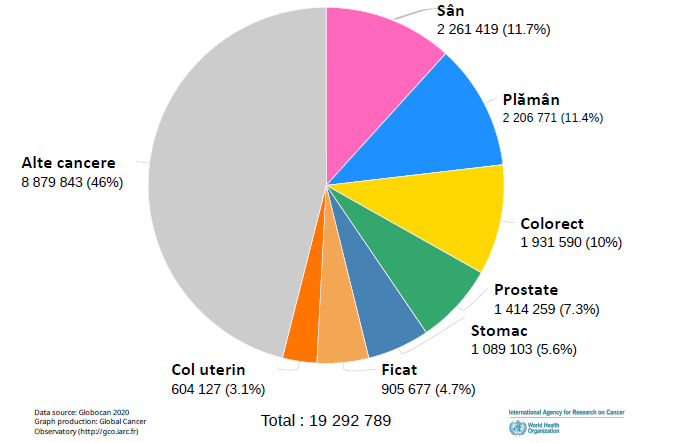 Sân
2 261 419 (11.7%)
Plămân
2 206 771 (11.4%)
Colorect
1 931 590 (10%)
Prostate
1 414 259 (7.3%)
Stomac
1 089 103 (5.6%)
Ficat
905 677 (4.7%)
Col uterin
604 127 (3.1%)
Alte cancere
8 879 843 (46%)
Total : 19 292 789
Data source: Globocan 2020
Graph production: Global Cancer
Observatory (http://gco.iarc.fr)
International Agency for Research on Cancer
World Health
Organization